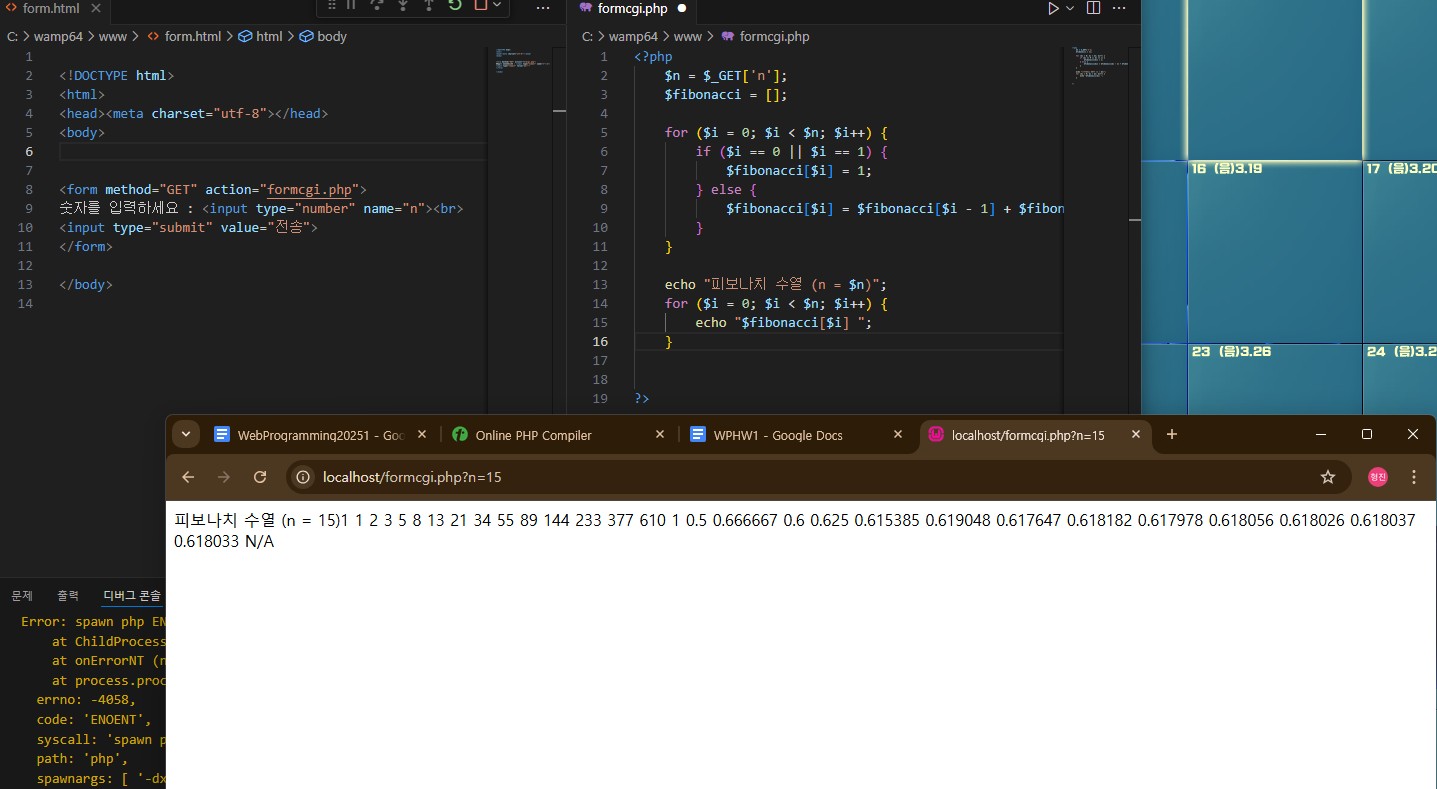 form.html
C: > wamp64 > www > form.html > html > body
1
2 <!DOCTYPE html>
3 <html>
4 <head><meta charset="utf-8"></head>
5 <body>
6
7
8 <form method="GET" action="formcgi.php">
9 숫자를 입력하세요 : <input type="number" name="n"><br>
10 <input type="submit" value="전송">
11 </form>
12
13 </body>
14
formcgi.php
C: > wamp64 > www > formcgi.php
1 <?php
2 $n = $_GET['n'];
3 $fibonacci = [];
4
5 for ($i = 0; $i < $n; $i++) {
6 if ($i == 0 || $i == 1) {
7 $fibonacci[$i] = 1;
8 } else {
9 $fibonacci[$i] = $fibonacci[$i - 1] + $fibon
10 }
11 }
12
13 echo "피보나치 수열 (n = $n)";
14 for ($i = 0; $i < $n; $i++) {
15 echo "$fibonacci[$i] ";
16 }
17
18
19 ?>
16 (음)3.19
17 (음)3.20
23 (음)3.26
24 (음)3.2
WebProgramming20251 - Goo
Online PHP Compiler
WPHW1 - Google Docs
localhost/formcgi.php?n=15
localhost/formcgi.php?n=15
형진
피보나치 수열 (n = 15)1 1 2 3 5 8 13 21 34 55 89 144 233 377 610 1 0.5 0.666667 0.6 0.625 0.615385 0.619048 0.617647 0.618182 0.617978 0.618056 0.618026 0.618037
0.618033 N/A
문제 출력 디버그 콘솔
Error: spawn php EN
at ChildProcess
at onErrorNT (n
at process.proc
errno: -4058,
code: 'ENOENT',
syscall: 'spawn p
path: 'php',
spawnargs: [ '-dx